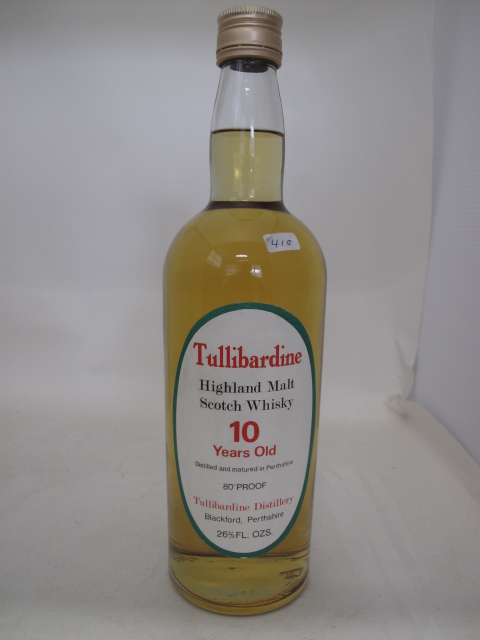 410
Tullibardine
Highland Malt
Scotch Whisky
10
Years Old
Distilled and matured in Perthshire
80°PROOF
Tullibardine Distillery
Blackford, Perthshire
26⅔ FL. OZS.